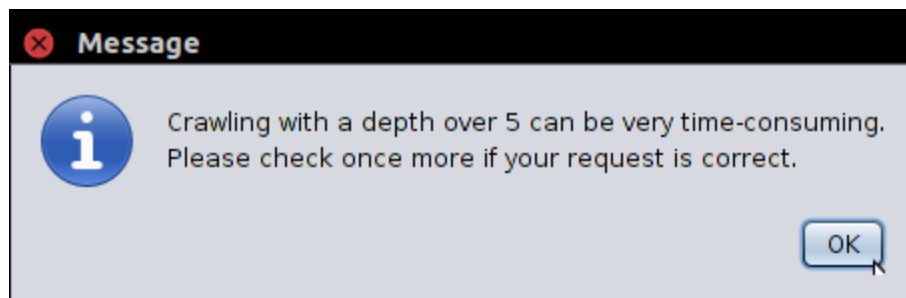 Message
Crawling with a depth over 5 can be very time-consuming.
Please check once more if your request is correct.
OK